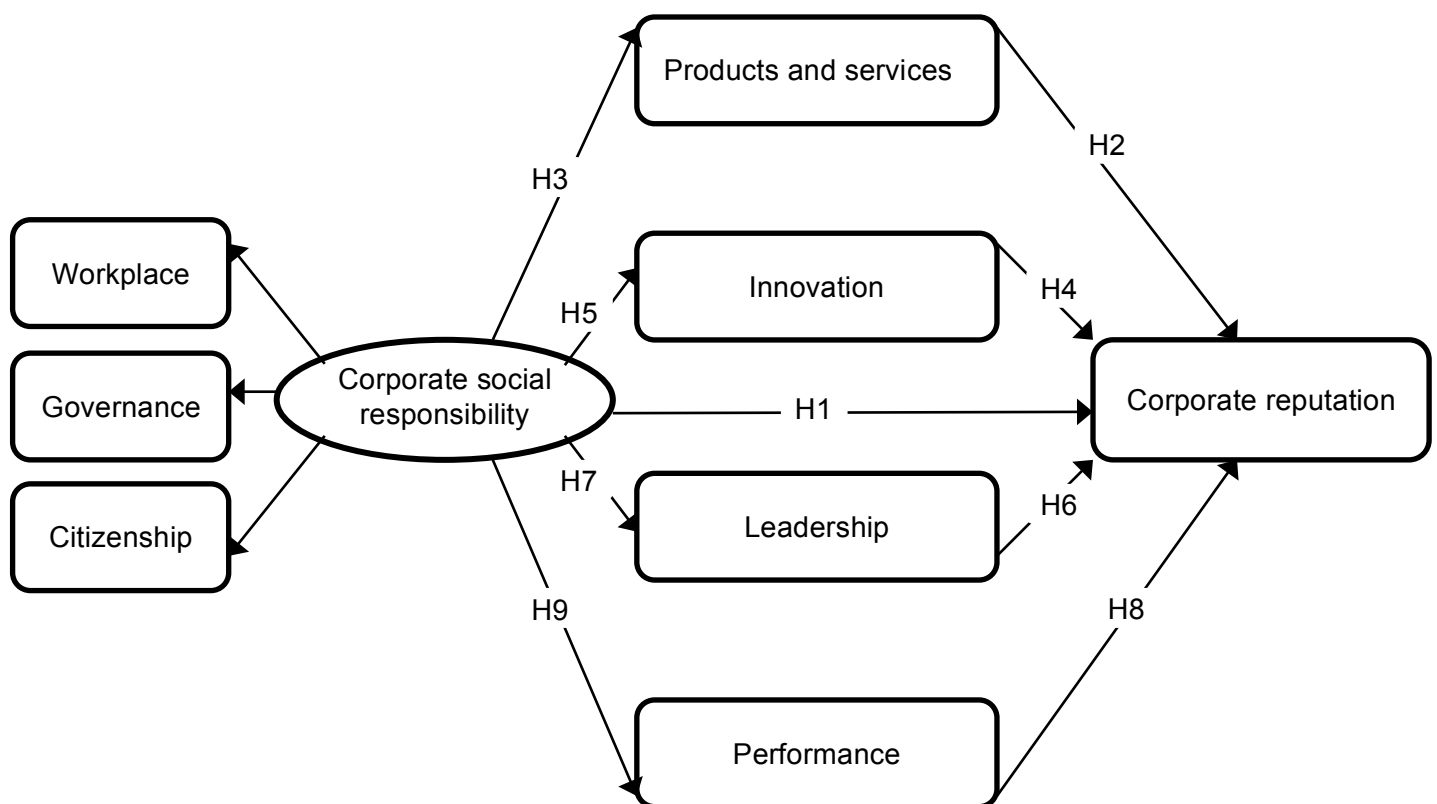 Products and services
H2
H3
Workplace
Innovation
H5
H4
Governance
Corporate social
responsibility
H1
Corporate reputation
H7
Leadership
H6
Citizenship
H9
H8
Performance